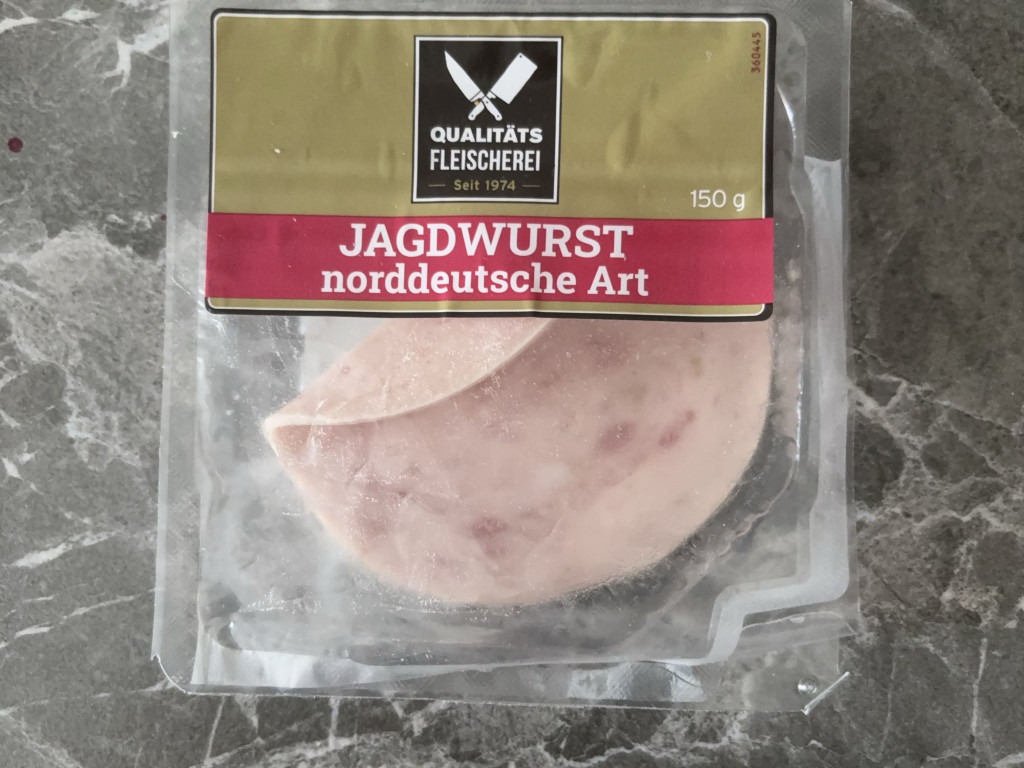 360445
QUALITÄTS
FLEISCHEREI
Seit 1974
150 g
JAGDWURST
norddeutsche Art